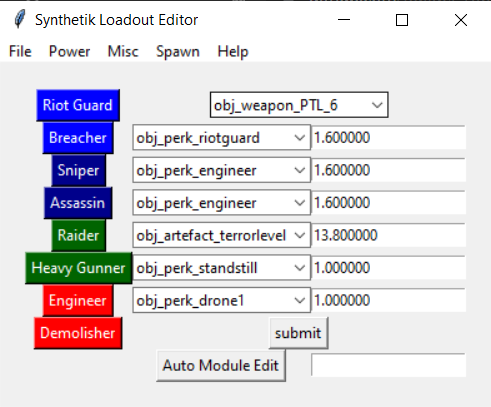 Synthetik Loadout Editor
File Power Misc Spawn Help
Riot Guard obj_weapon_PTL_6
Breacher obj_perk_riotguard 1.600000
Sniper obj_perk_engineer 1.600000
Assassin obj_perk_engineer 1.600000
Raider obj_artefact_terrorlevel 13.800000
Heavy Gunner obj_perk_standstill 1.000000
Engineer obj_perk_drone1 1.000000
Demolisher submit
Auto Module Edit